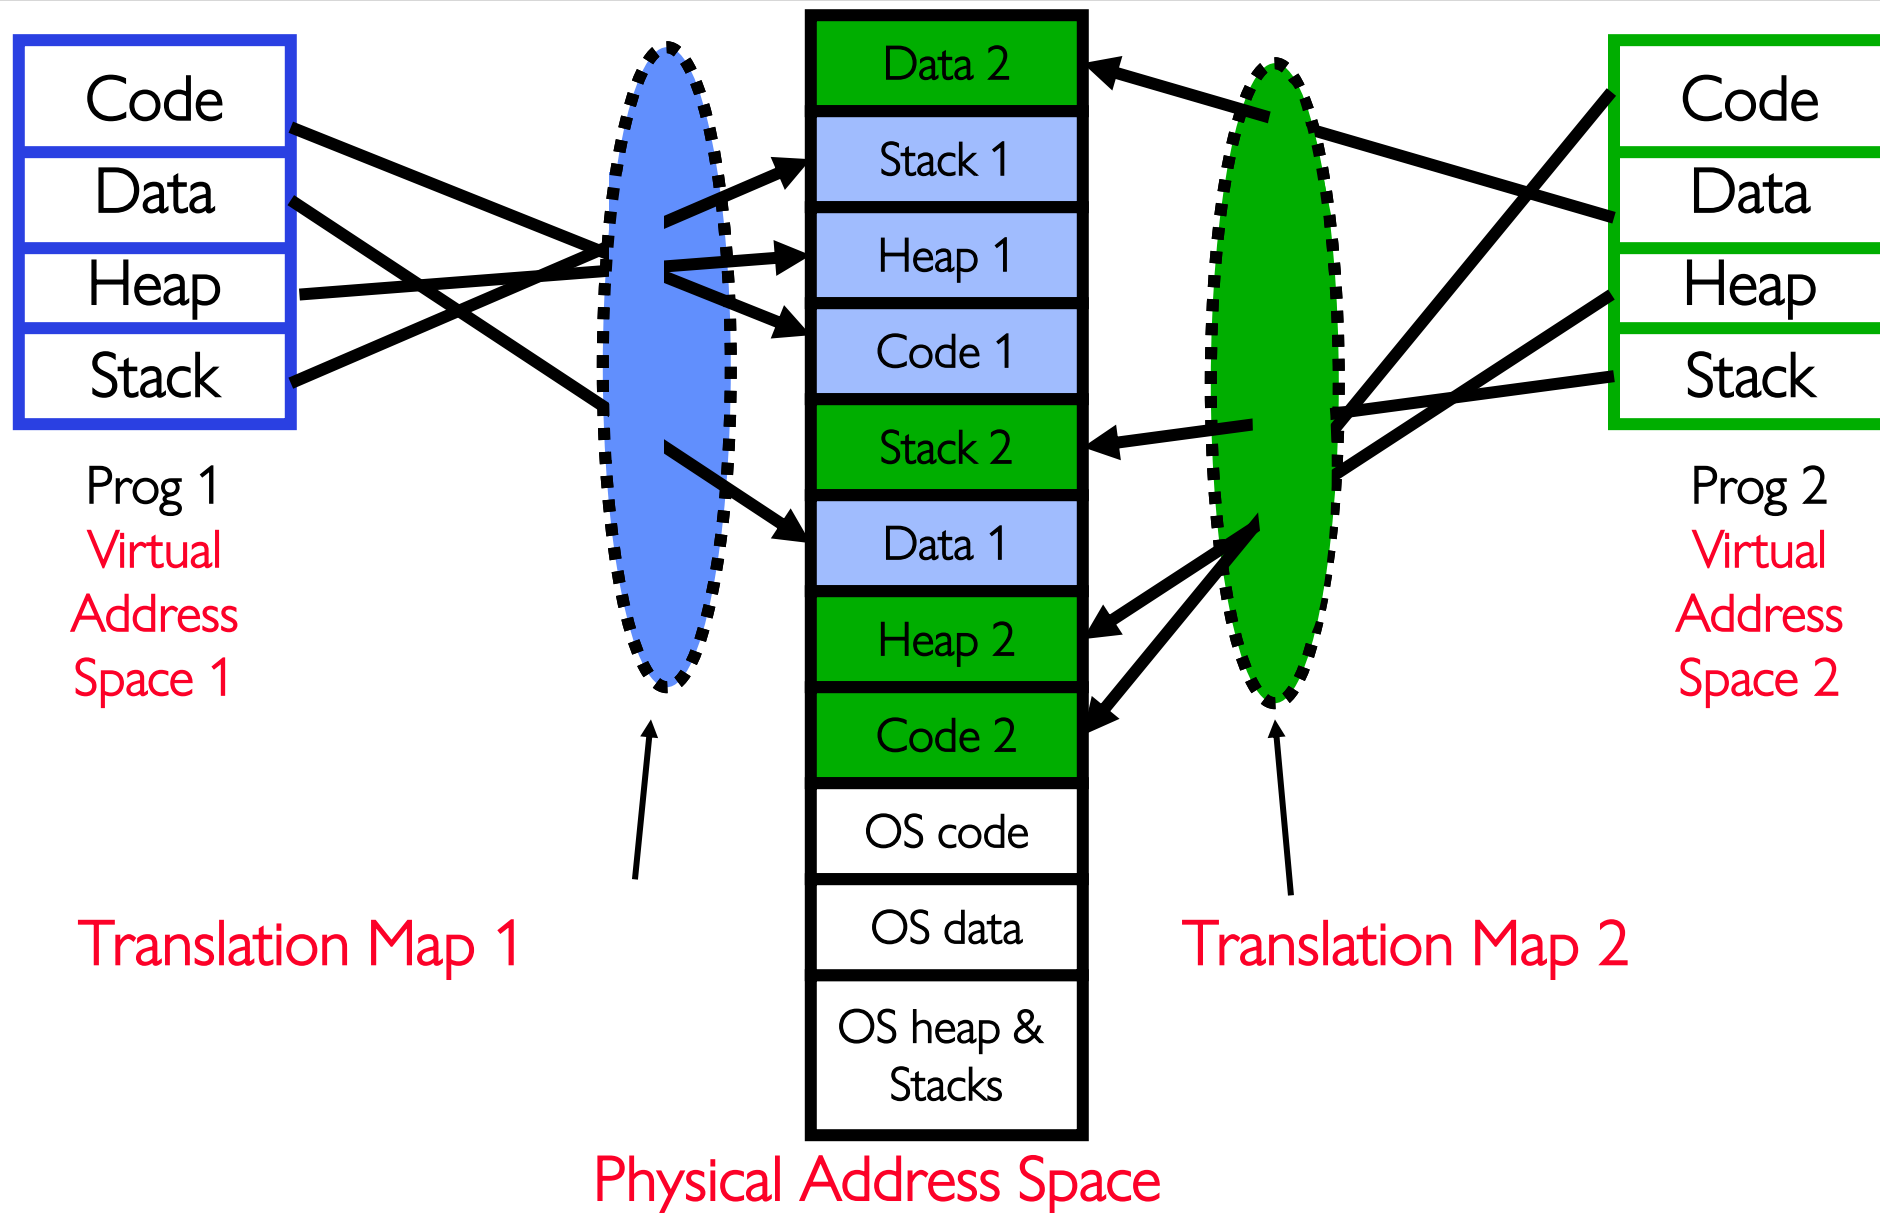 Code
Data
Heap
Stack
Prog 1
Virtual
Address
Space 1
Translation Map 1
Data 2
Stack 1
Heap 1
Code 1
Stack 2
Data 1
Heap 2
Code 2
OS code
OS data
OS heap &
Stacks
Physical Address Space
Code
Data
Heap
Stack
Prog 2
Virtual
Address
Space 2
Translation Map 2